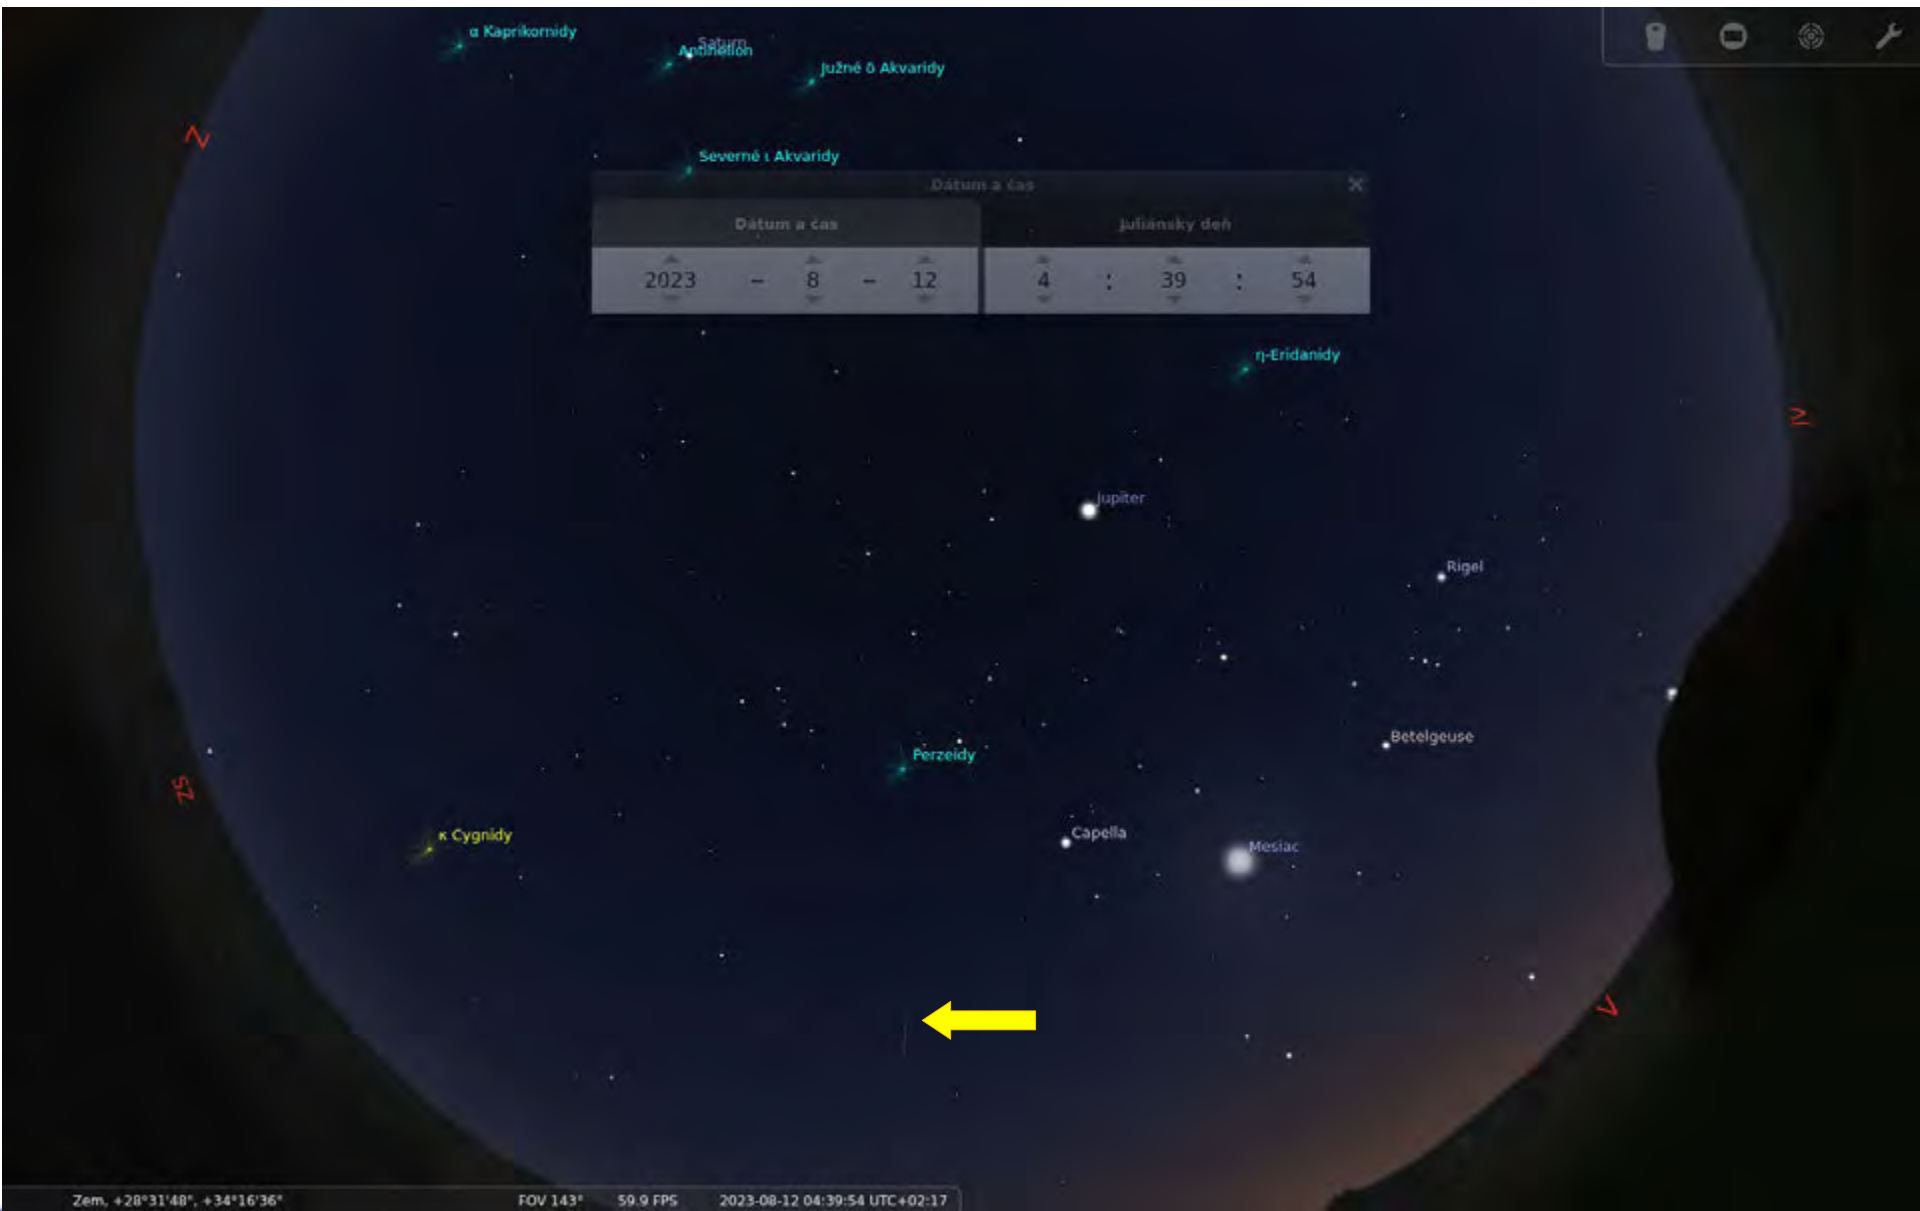 α Kaprikornidy
Saturn
Antihelion
Južné δ Akvaridy
Z
Severné ι Akvaridy
Dátum a čas
Dátum a čas
Juliánsky deň
2023 - 8 - 12 4 : 39 : 54
η-Eridanidy
Jupiter
Rigel
Betelgeuse
Perzeidy
SZ
κ Cygnidy
Capella
Mesiac
V
Zem, +28°31'48", +34°16'36" FOV 143° 59.9 FPS 2023-08-12 04:39:54 UTC+02:17